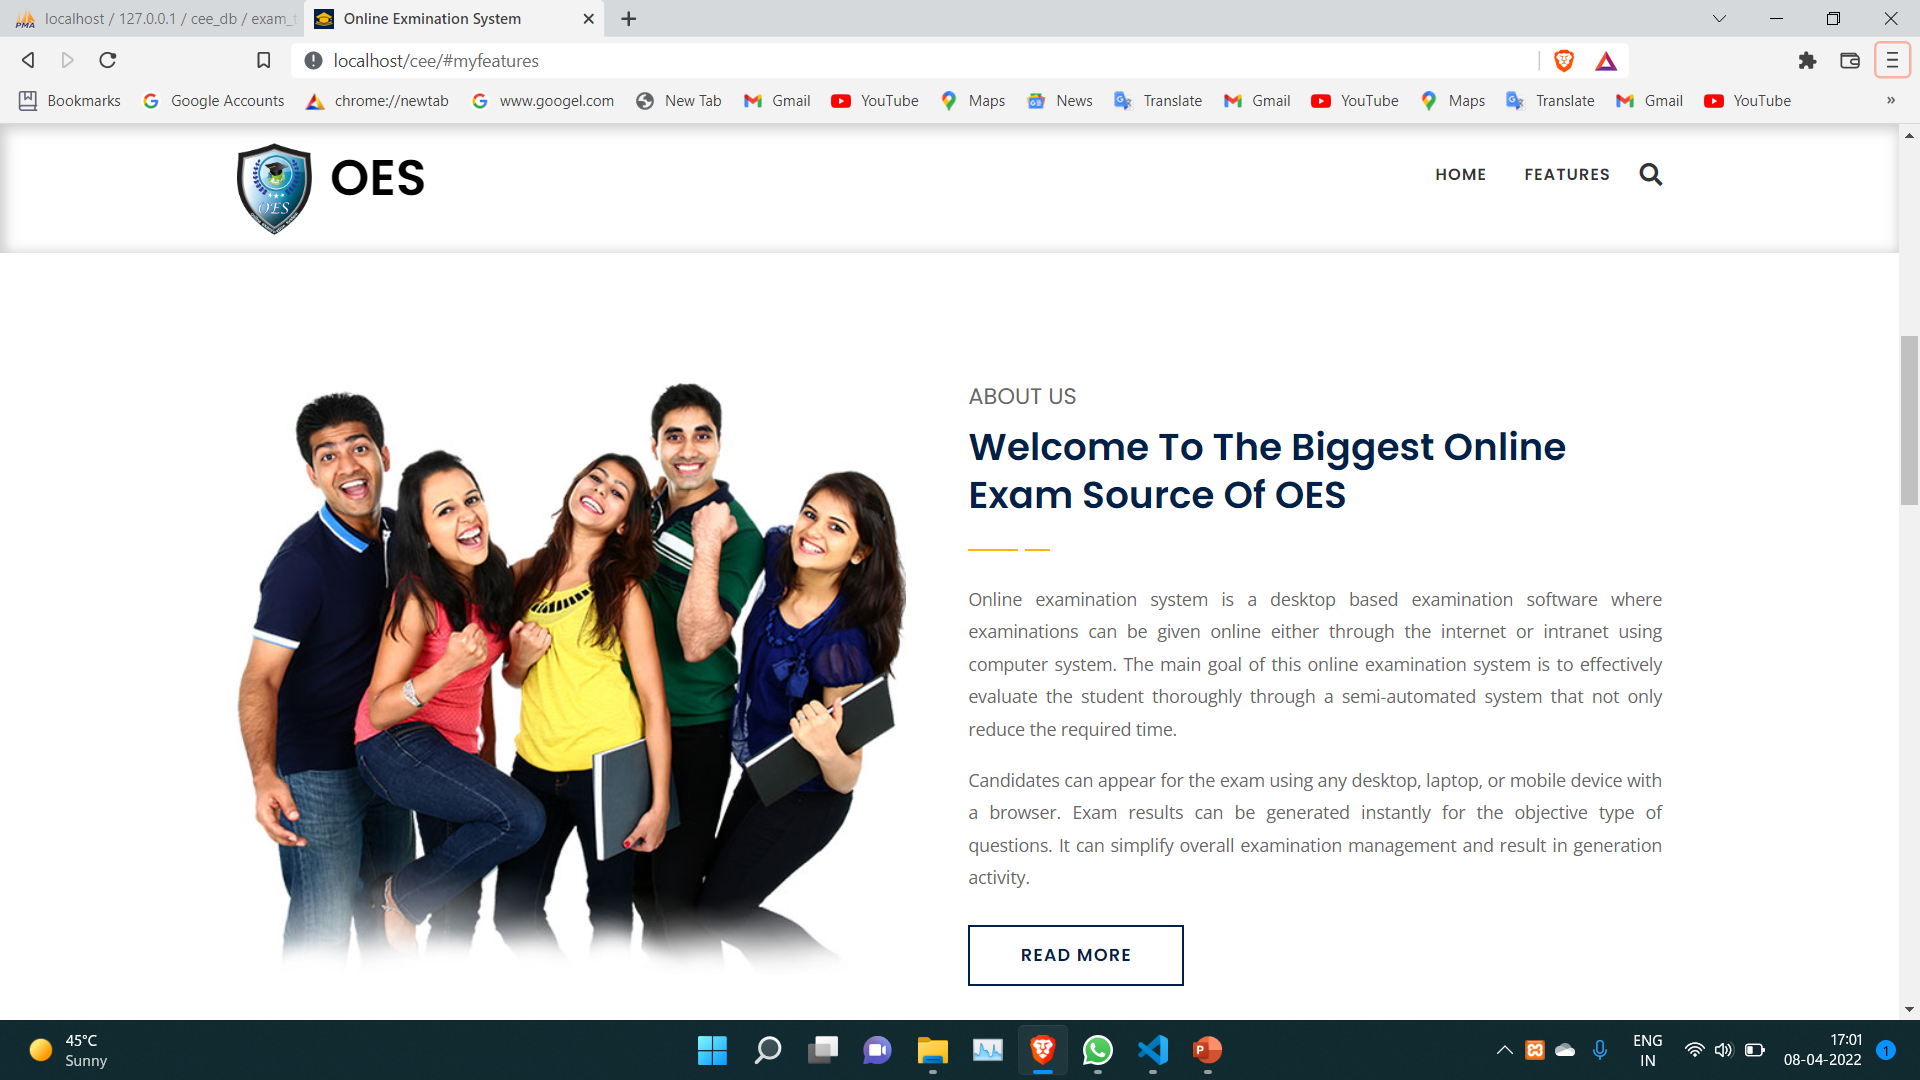 localhost / 127.0.0.1 / cee_db / exam_t
Online Exmination System
localhost/cee/#myfeatures
Bookmarks Google Accounts chrome://newtab www.googel.com New Tab Gmail YouTube Maps News Translate Gmail YouTube Maps Translate Gmail YouTube »
OES
OES
HOME FEATURES
ABOUT US
Welcome To The Biggest Online
Exam Source Of OES
Online examination system is a desktop based examination software where
examinations can be given online either through the internet or intranet using
computer system. The main goal of this online examination system is to effectively
evaluate the student thoroughly through a semi-automated system that not only
reduce the required time.
Candidates can appear for the exam using any desktop, laptop, or mobile device with
a browser. Exam results can be generated instantly for the objective type of
questions. It can simplify overall examination management and result in generation
activity.
READ MORE
45°C
Sunny
ENG
IN
17:01
08-04-2022
1